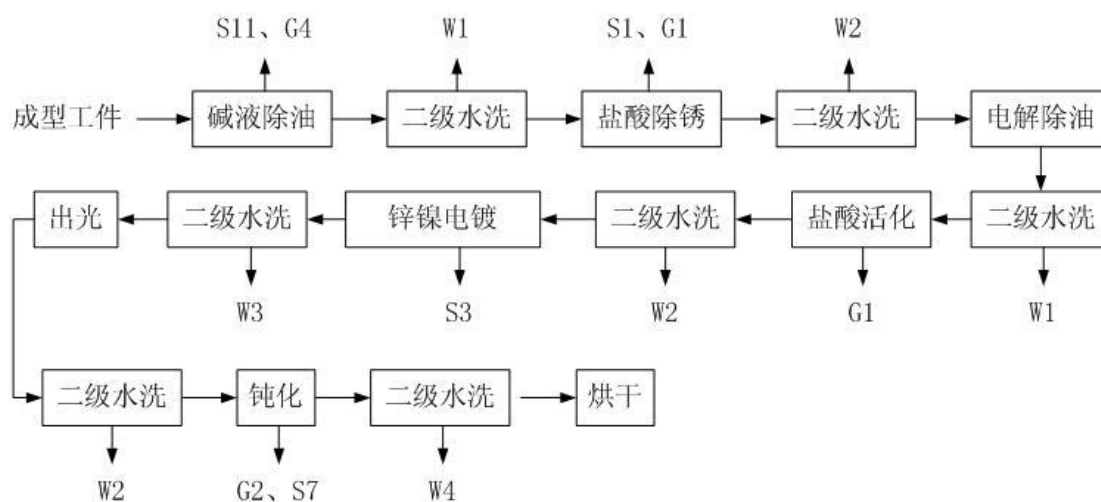 S11、G4 W1 S1、G1 W2
成型工件 碱液除油 二级水洗 盐酸除锈 二级水洗 电解除油
出光 二级水洗 锌镍电镀 二级水洗 盐酸活化 二级水洗
W3 S3 W2 G1 W1
二级水洗 钝化 二级水洗 烘干
W2 G2、S7 W4